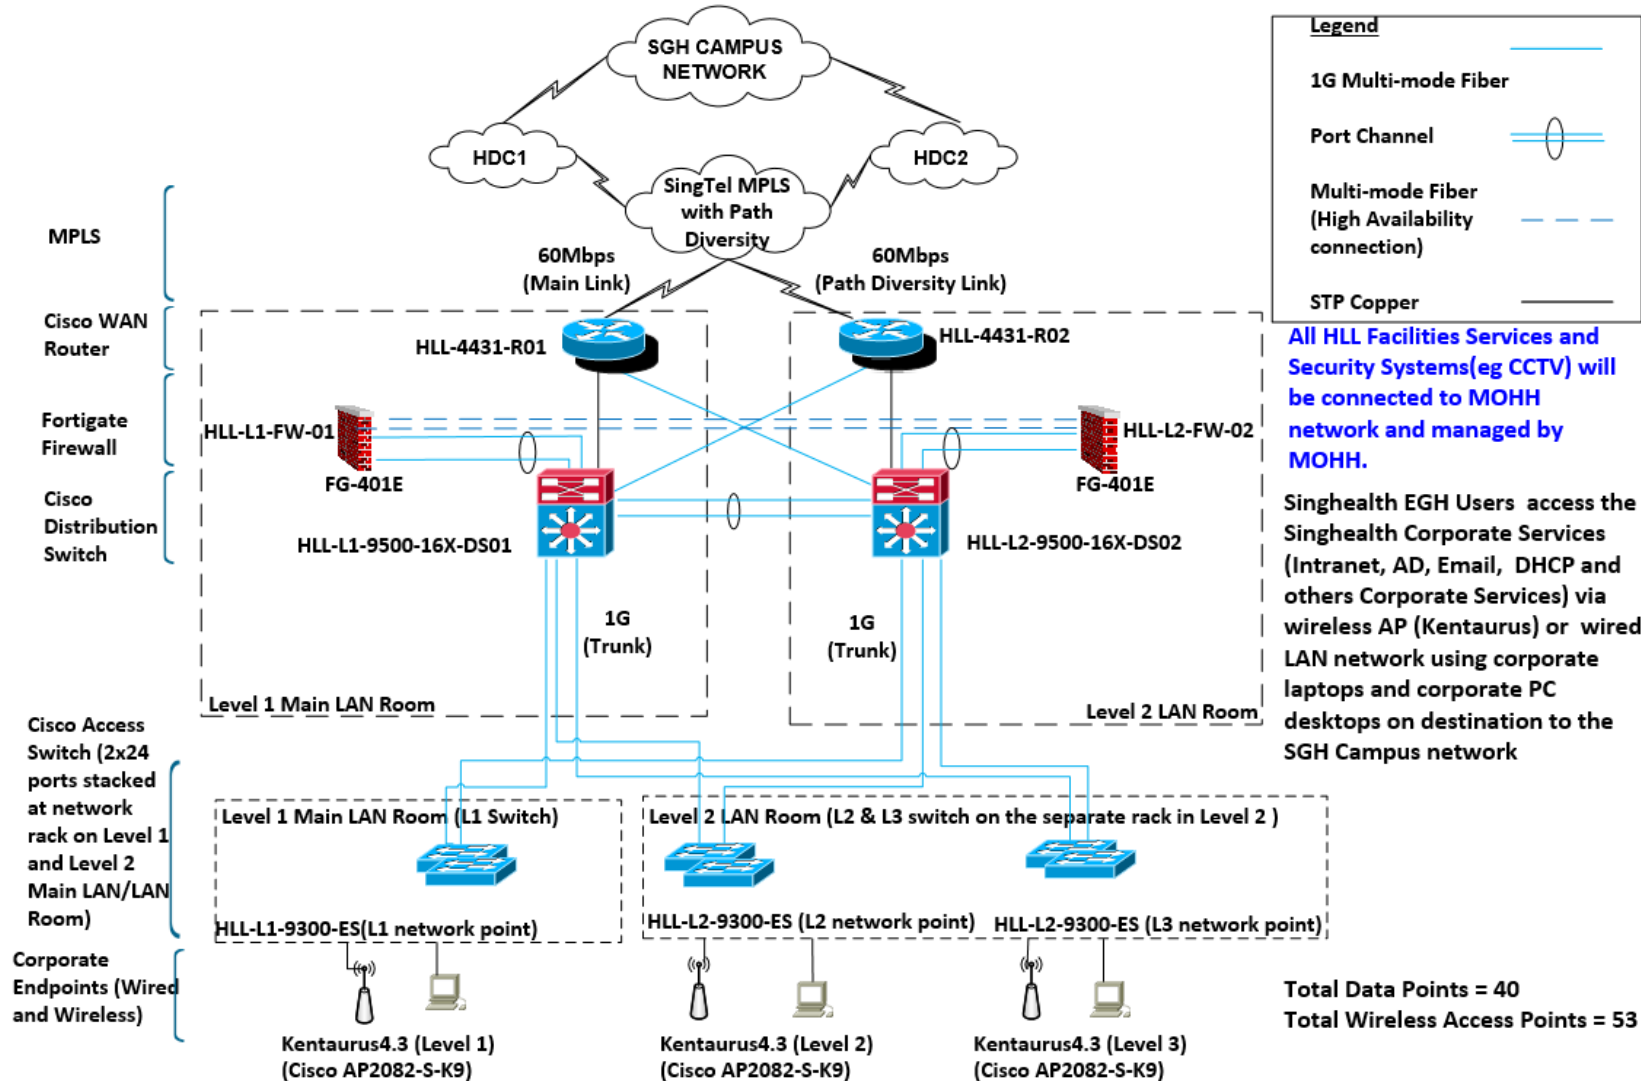 SGH CAMPUS
NETWORK
HDC1
HDC2
SingTel MPLS
with Path
Diversity
MPLS
60Mbps
(Main Link)
60Mbps
(Path Diversity Link)
Legend
1G Multi-mode Fiber
Port Channel
Multi-mode Fiber
(High Availability
connection)
STP Copper
Cisco WAN
Router
HLL-4431-R01
HLL-4431-R02
All HLL Facilities Services and
Security Systems(eg CCTV) will
be connected to MOHH
network and managed by
MOHH.
Fortigate
Firewall
HLL-L1-FW-01
FG-401E
HLL-L2-FW-02
FG-401E
Cisco
Distribution
Switch
HLL-L1-9500-16X-DS01
HLL-L2-9500-16X-DS02
Singhealth EGH Users access the
Singhealth Corporate Services
(Intranet, AD, Email, DHCP and
others Corporate Services) via
wireless AP (Kentaurus) or wired
LAN network using corporate
laptops and corporate PC
desktops on destination to the
SGH Campus network
1G
(Trunk)
1G
(Trunk)
Level 1 Main LAN Room
Level 2 LAN Room
Cisco Access
Switch (2x24
ports stacked
at network
rack on Level 1
and Level 2
Main LAN/LAN
Room)
Level 1 Main LAN Room (L1 Switch)
Level 2 LAN Room (L2 & L3 switch on the separate rack in Level 2 )
HLL-L1-9300-ES(L1 network point)
HLL-L2-9300-ES (L2 network point)
HLL-L2-9300-ES (L3 network point)
Corporate
Endpoints (Wired
and Wireless)
Kentaurus4.3 (Level 1)
(Cisco AP2082-S-K9)
Kentaurus4.3 (Level 2)
(Cisco AP2082-S-K9)
Kentaurus4.3 (Level 3)
(Cisco AP2082-S-K9)
Total Data Points = 40
Total Wireless Access Points = 53